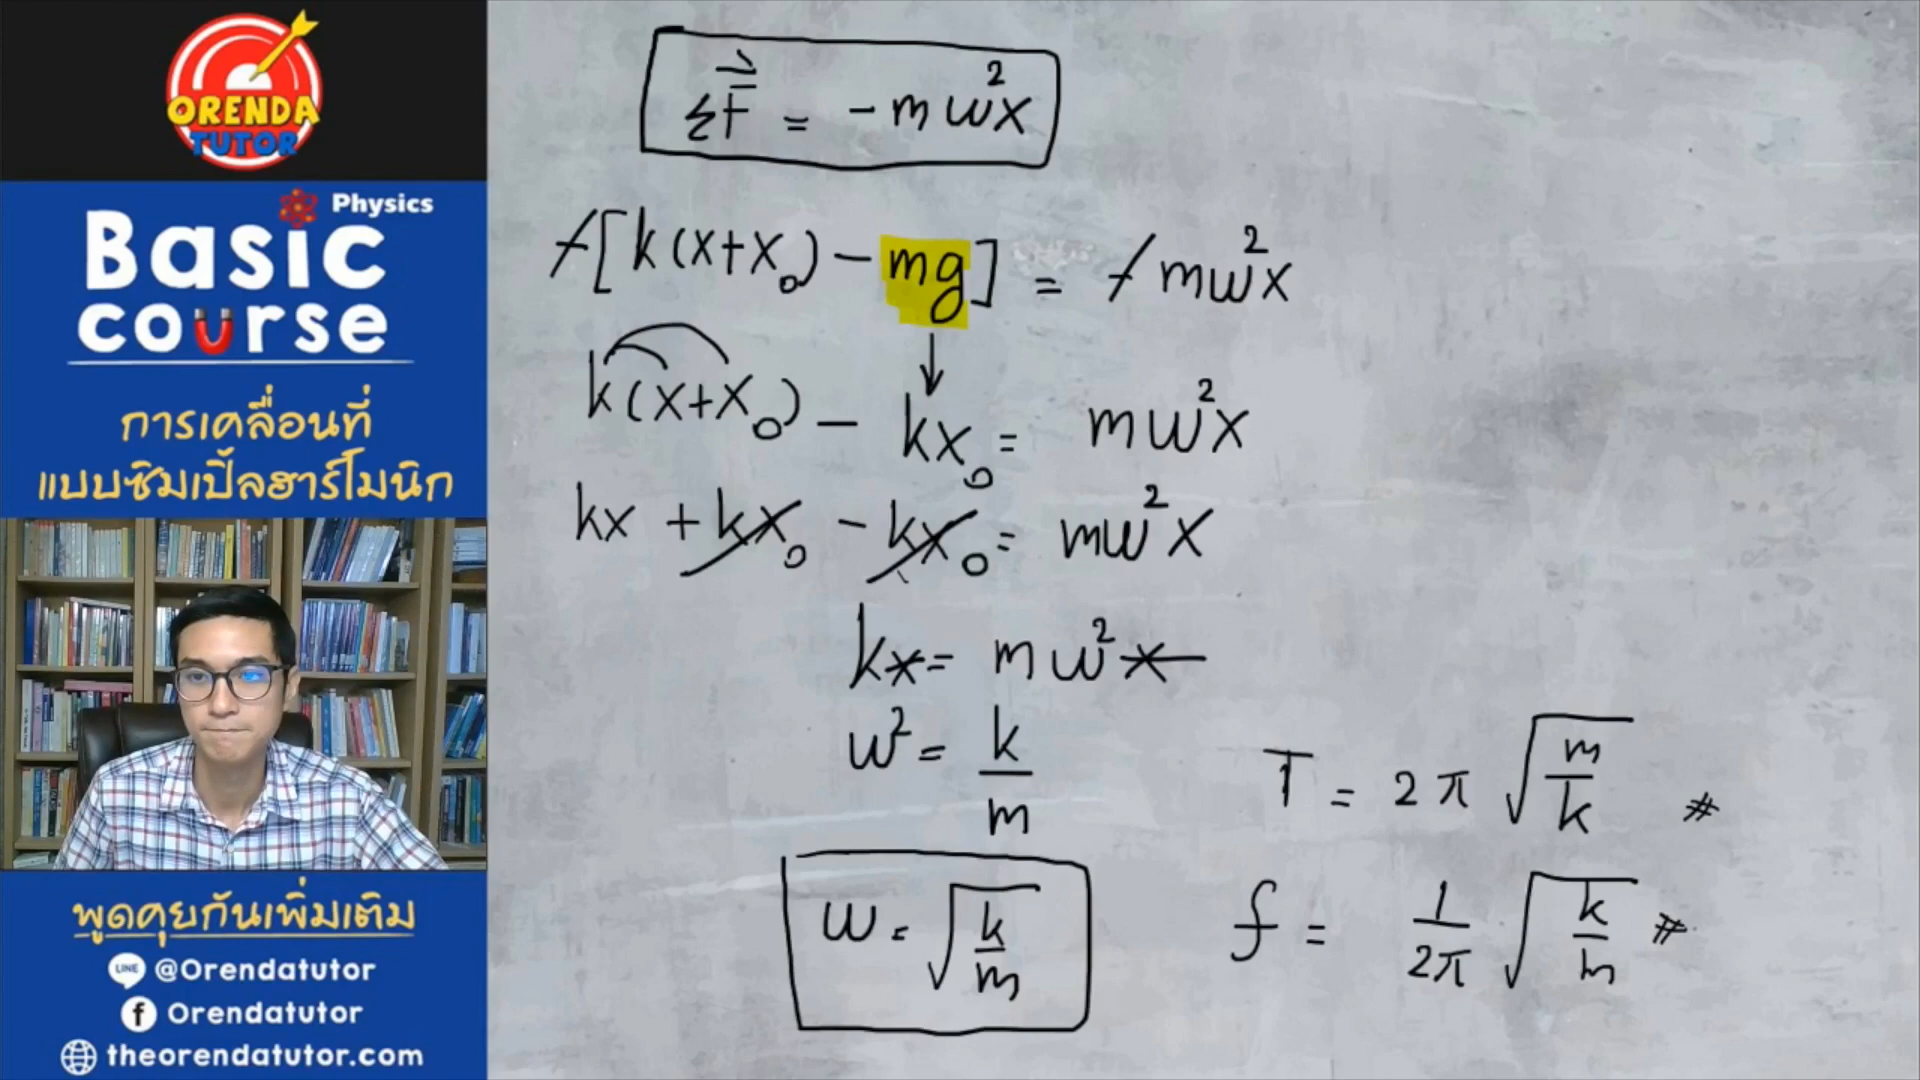 ORENDA
TUTOR
Physics
Basic
course
การเคลื่อนที่
แบบซิมเปิ้ลฮาร์โมนิก
พูดคุยกันเพิ่มเติม
LINE @Orendatutor
f Orendatutor
theorendatutor.com
ΣF⃗ = -mω²x
-[k(x+x₀) - mg] = -mω²x
k(x+x₀) - kx₀ = mω²x
kx + kx₀ - kx₀ = mω²x
kx = mω²x
ω² = k/m
ω = √(k/m)
T = 2π √(m/k) #
f = 1/2π √(k/m) #